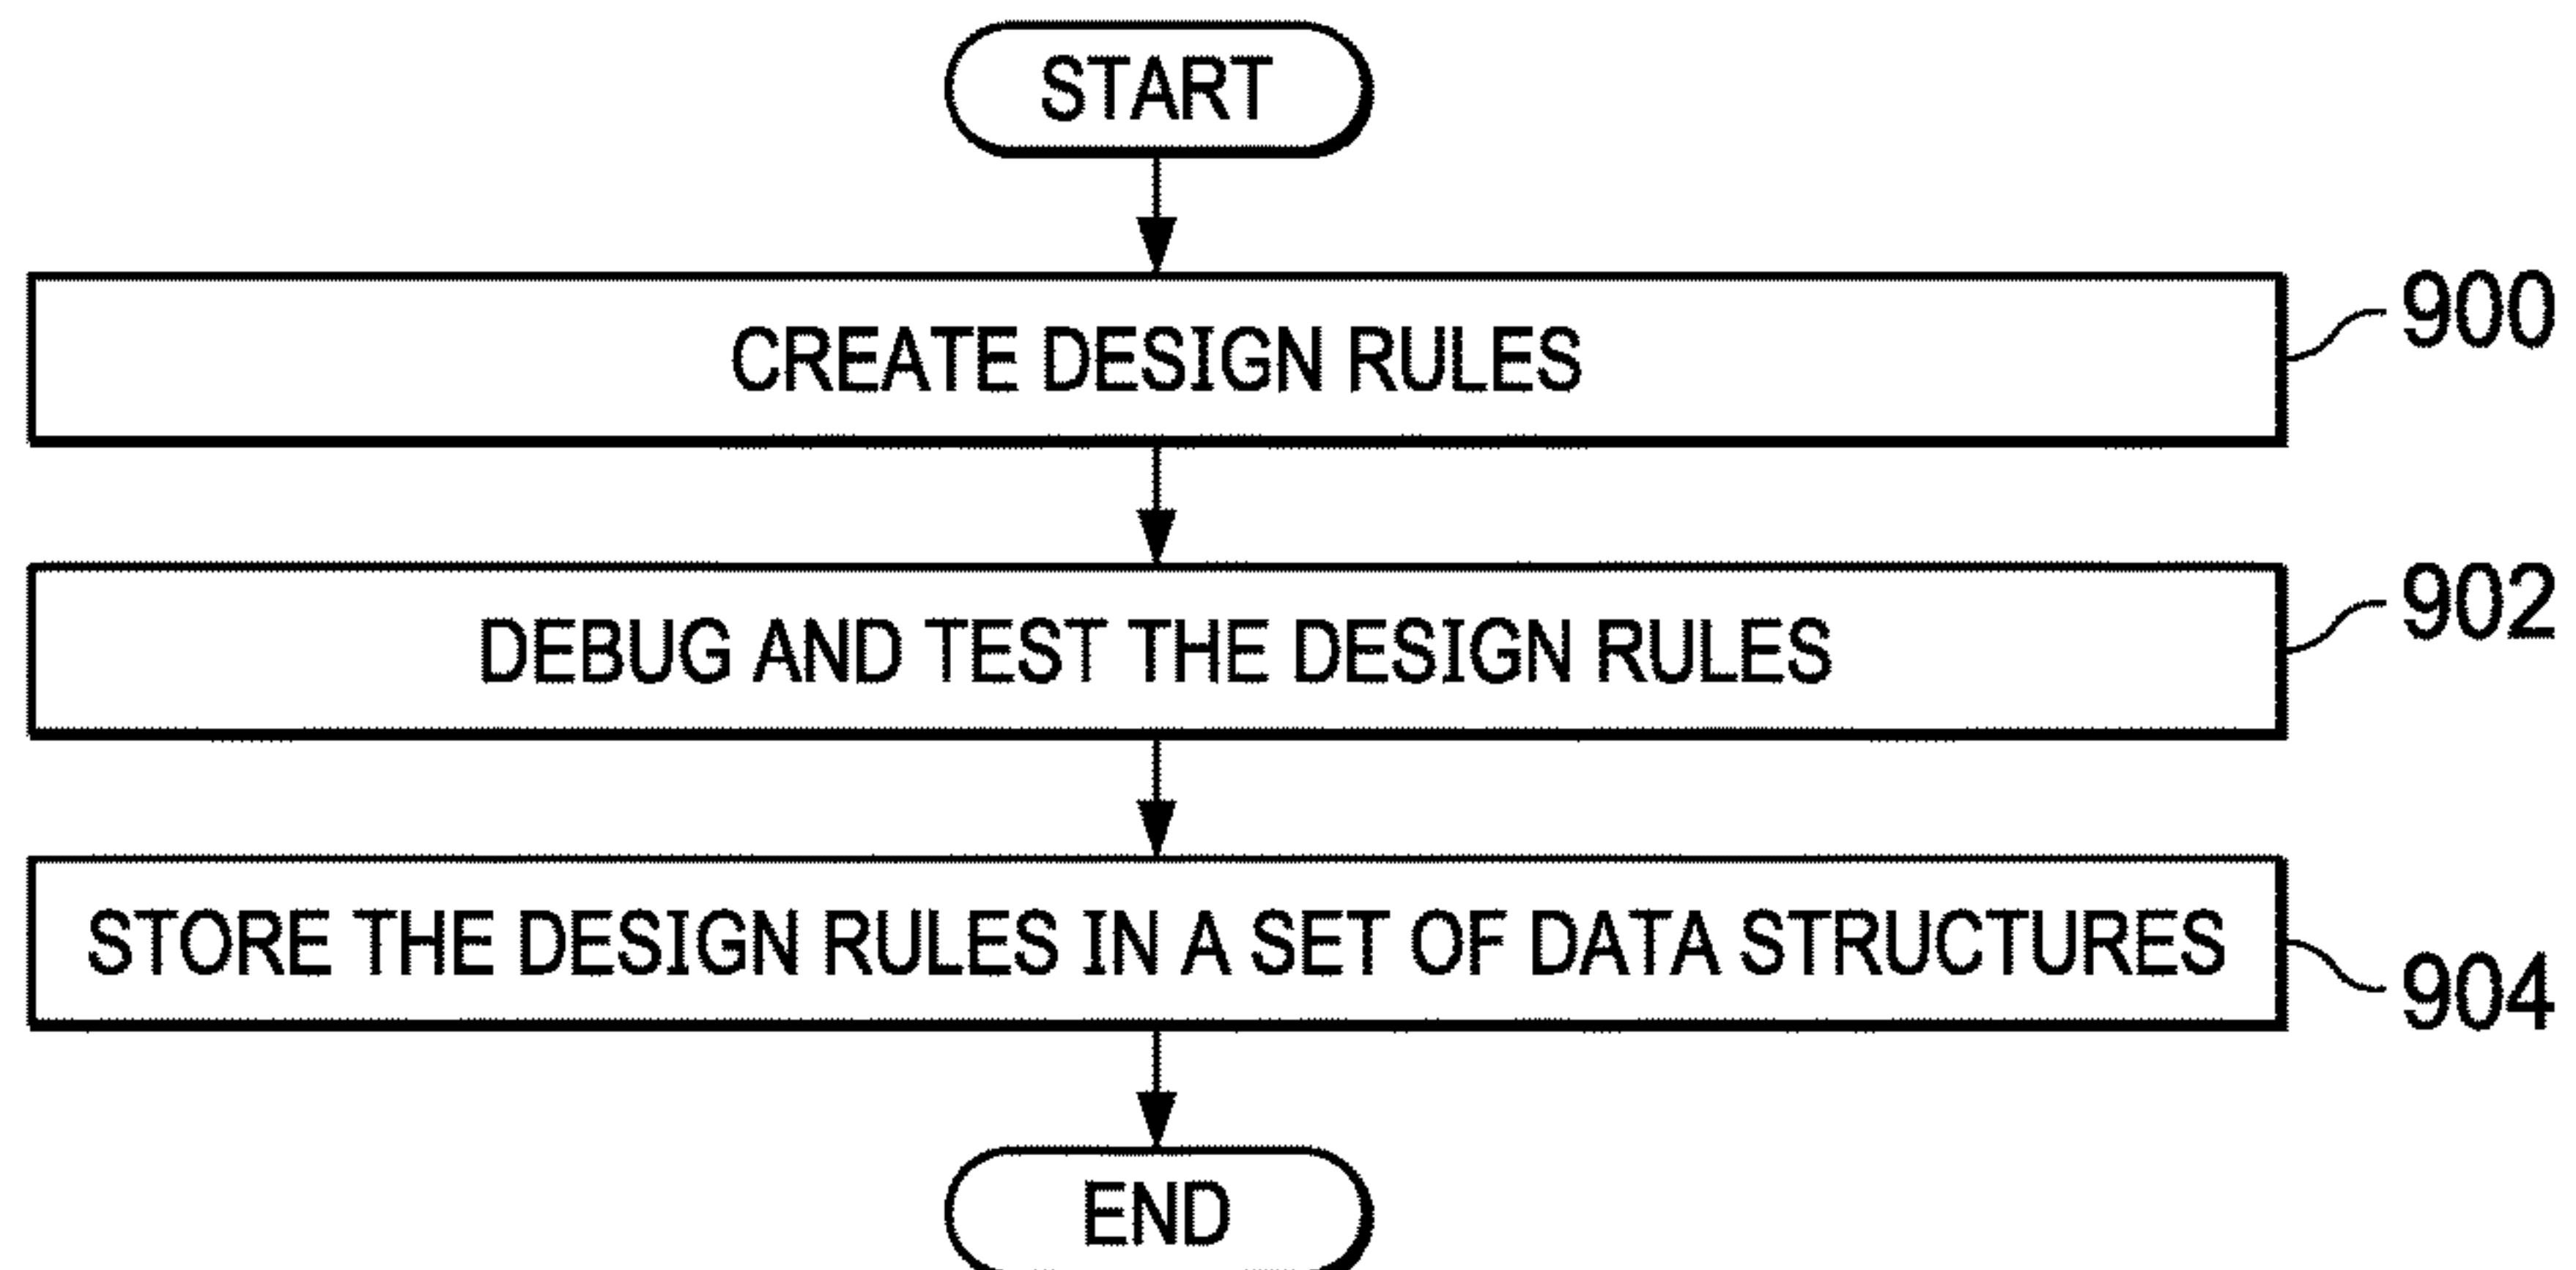 START
CREATE DESIGN RULES
900
DEBUG AND TEST THE DESIGN RULES
902
STORE THE DESIGN RULES IN A SET OF DATA STRUCTURES
904
END